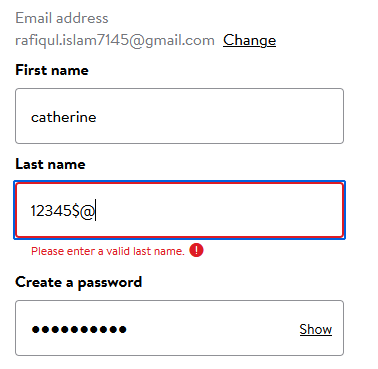 Email address
rafiqul.islam7145@gmail.com Change
First name
catherine
Last name
12345$@
Please enter a valid last name. !
Create a password
●●●●●●●●●● Show